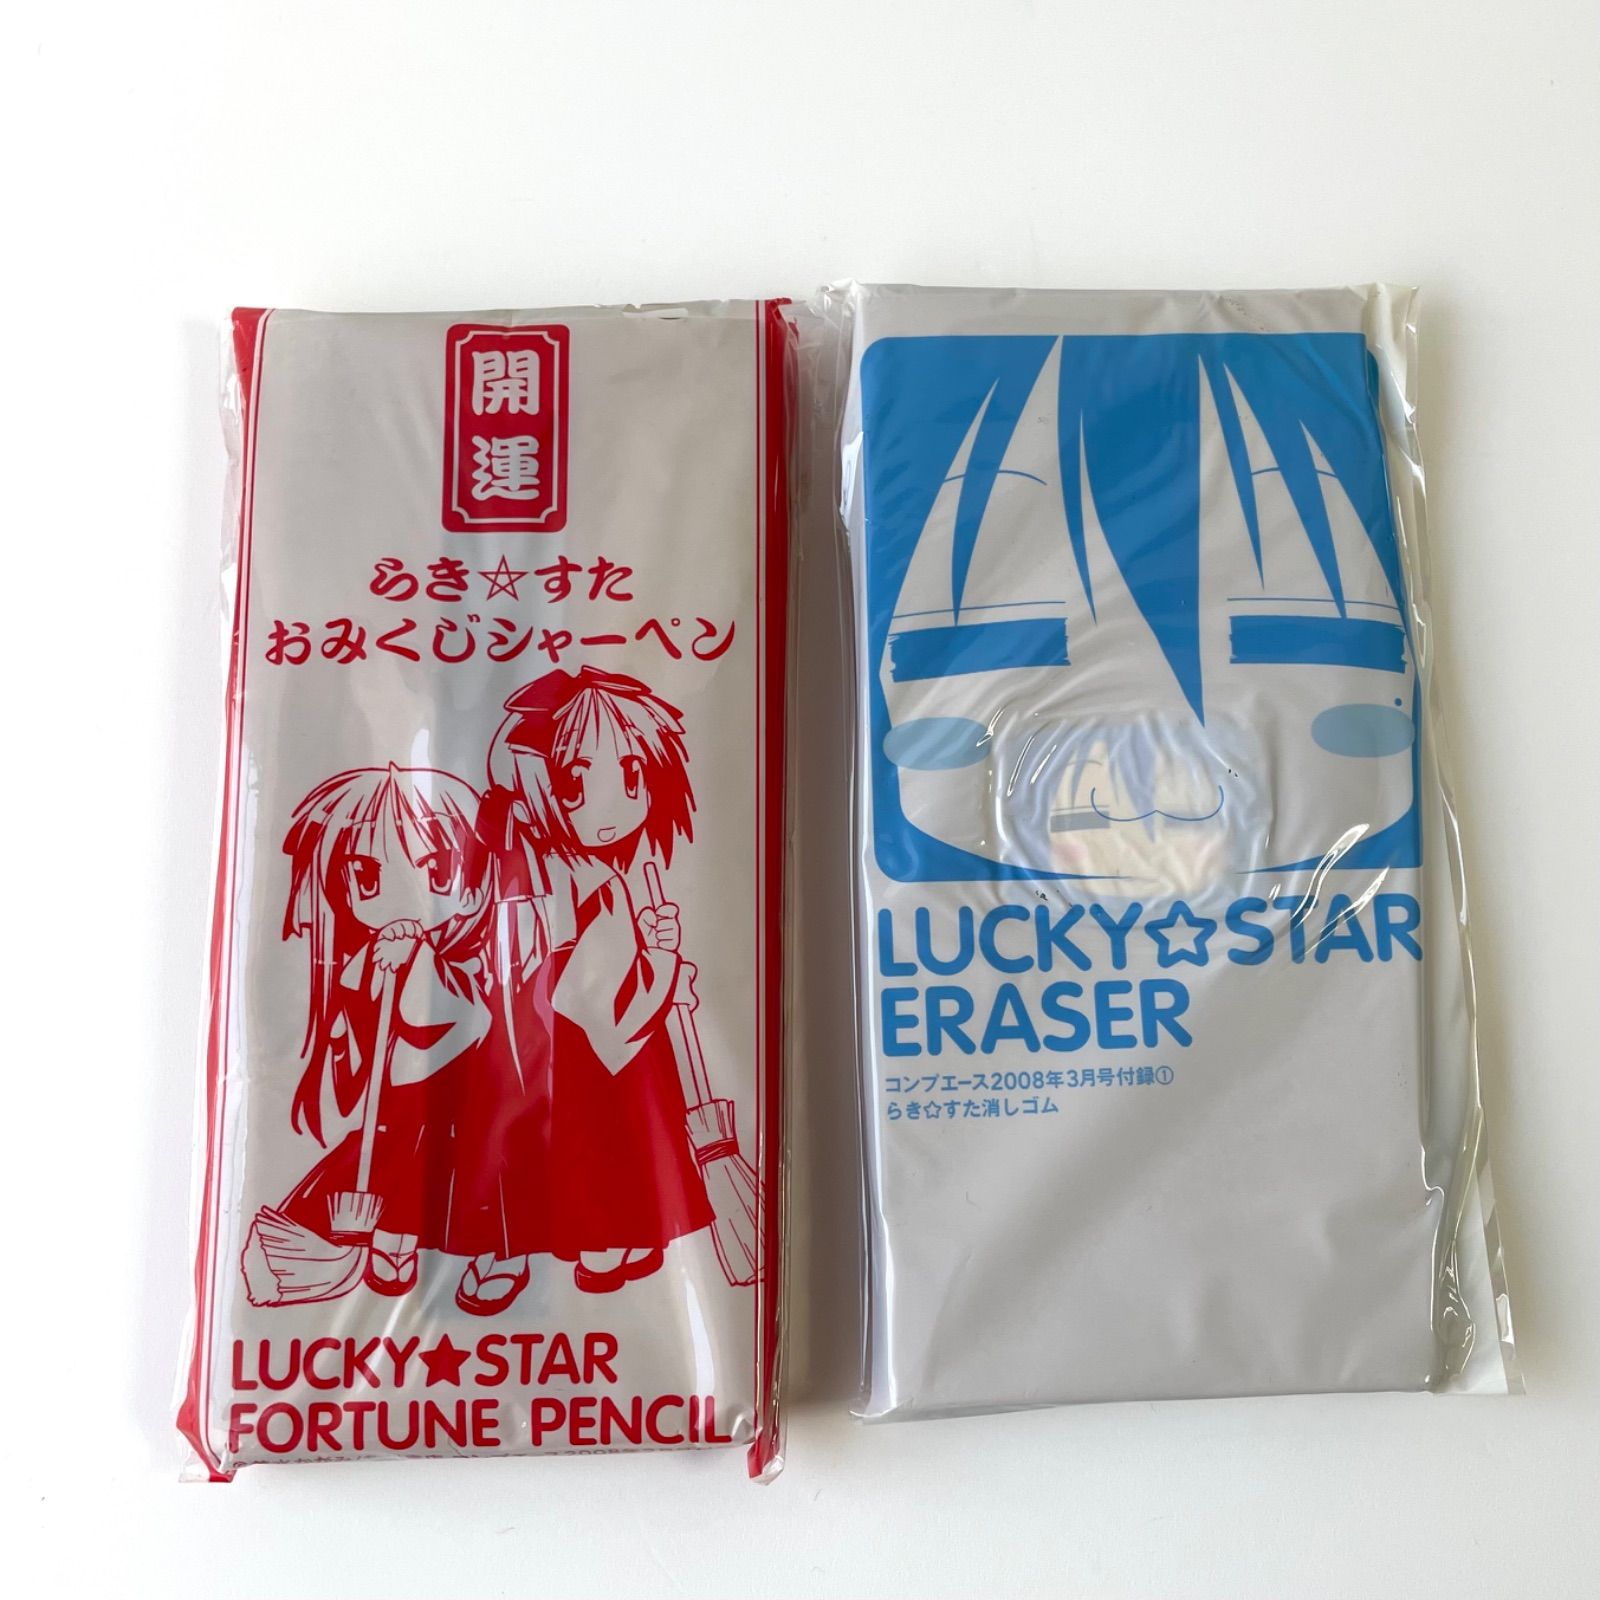 開運
らき☆すた
おみくじシャーペン
LUCKY★STAR
FORTUNE PENCIL
LUCKY☆STAR
ERASER
コンプエース2008年3月号付録①
らき☆すた消しゴム